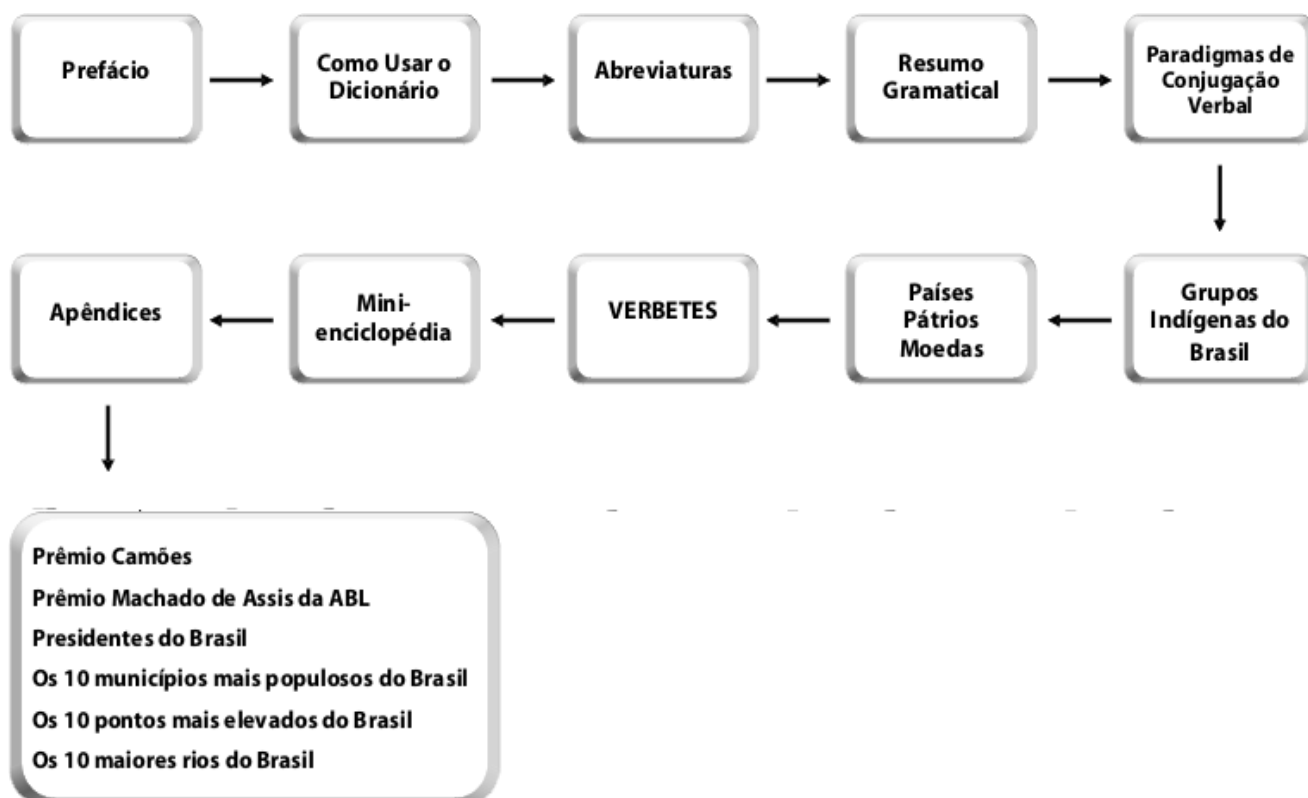 Prefácio
Como Usar o
Dicionário
Abreviaturas
Resumo
Gramatical
Paradigmas de
Conjugação
Verbal
Grupos
Indígenas do
Brasil
Países
Pátrios
Moedas
VERBETES
Mini-
enciclopédia
Apêndices
Prêmio Camões
Prêmio Machado de Assis da ABL
Presidentes do Brasil
Os 10 municípios mais populosos do Brasil
Os 10 pontos mais elevados do Brasil
Os 10 maiores rios do Brasil